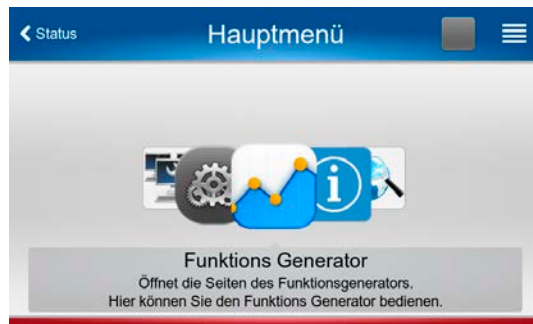 Status
Hauptmenü
Funktions Generator
Öffnet die Seiten des Funktionsgenerators.
Hier können Sie den Funktions Generator bedienen.